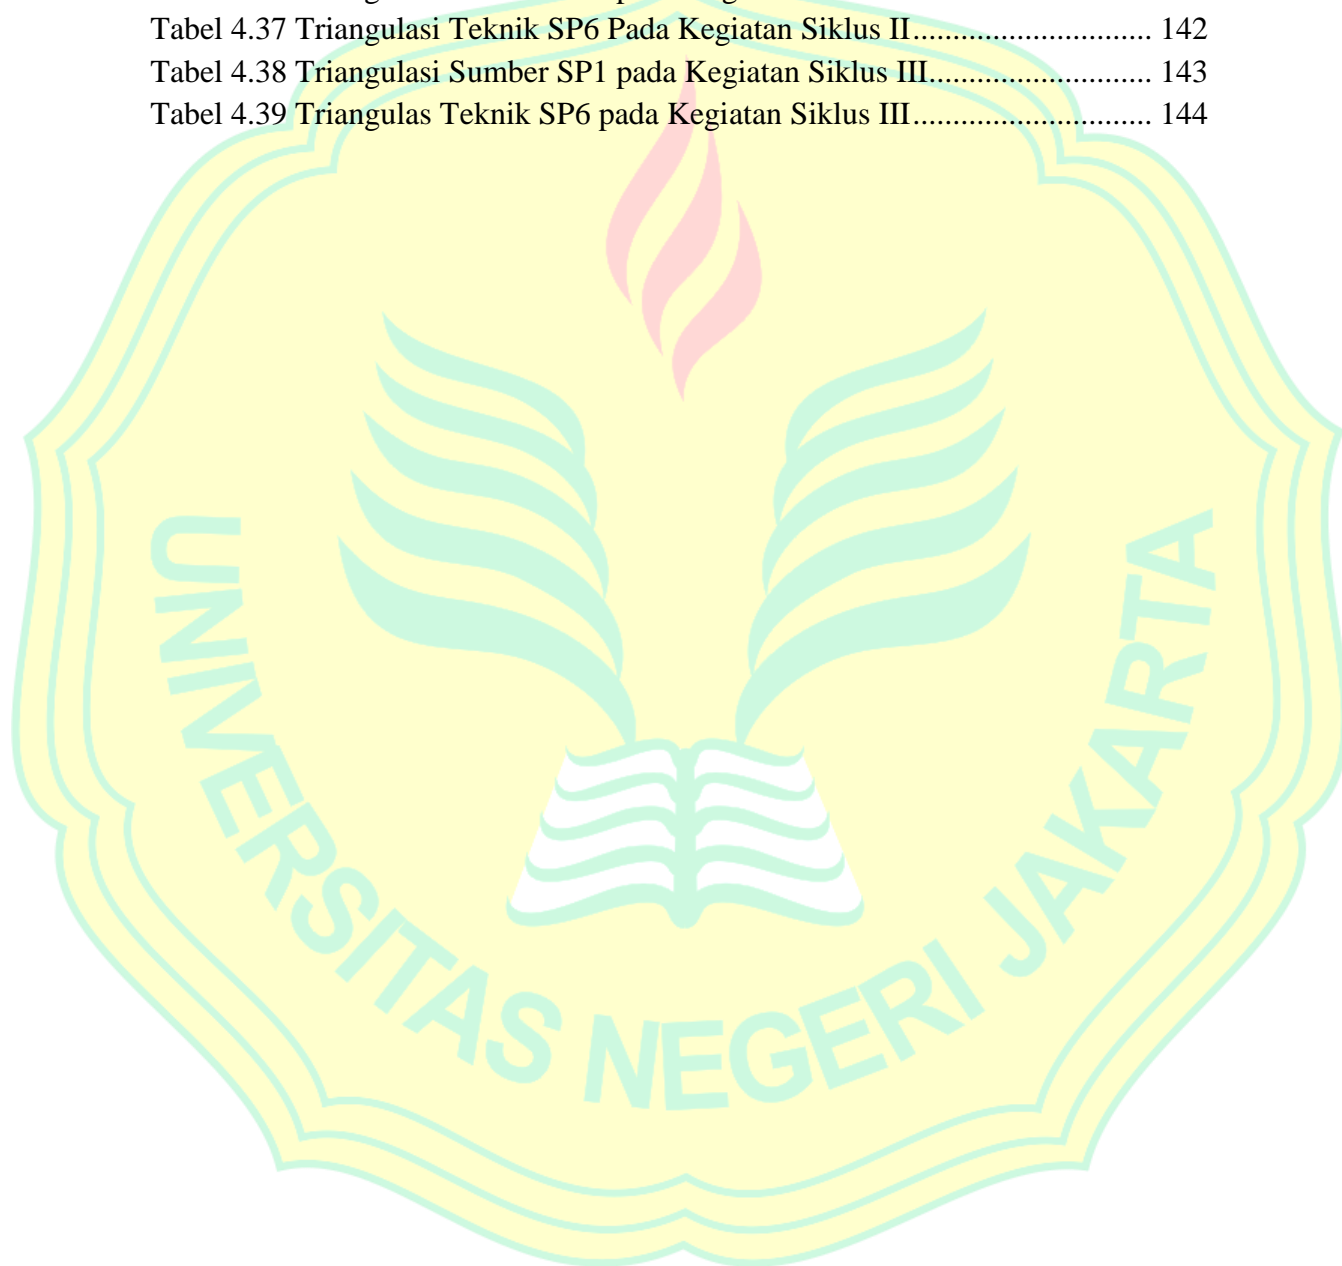 Tabel 4.37 Triangulasi Teknik SP6 Pada Kegiatan Siklus II.............................. 142
Tabel 4.38 Triangulasi Sumber SP1 pada Kegiatan Siklus III............................ 143
Tabel 4.39 Triangulas Teknik SP6 pada Kegiatan Siklus III.............................. 144
UNIVERSITAS NEGERI JAKARTA